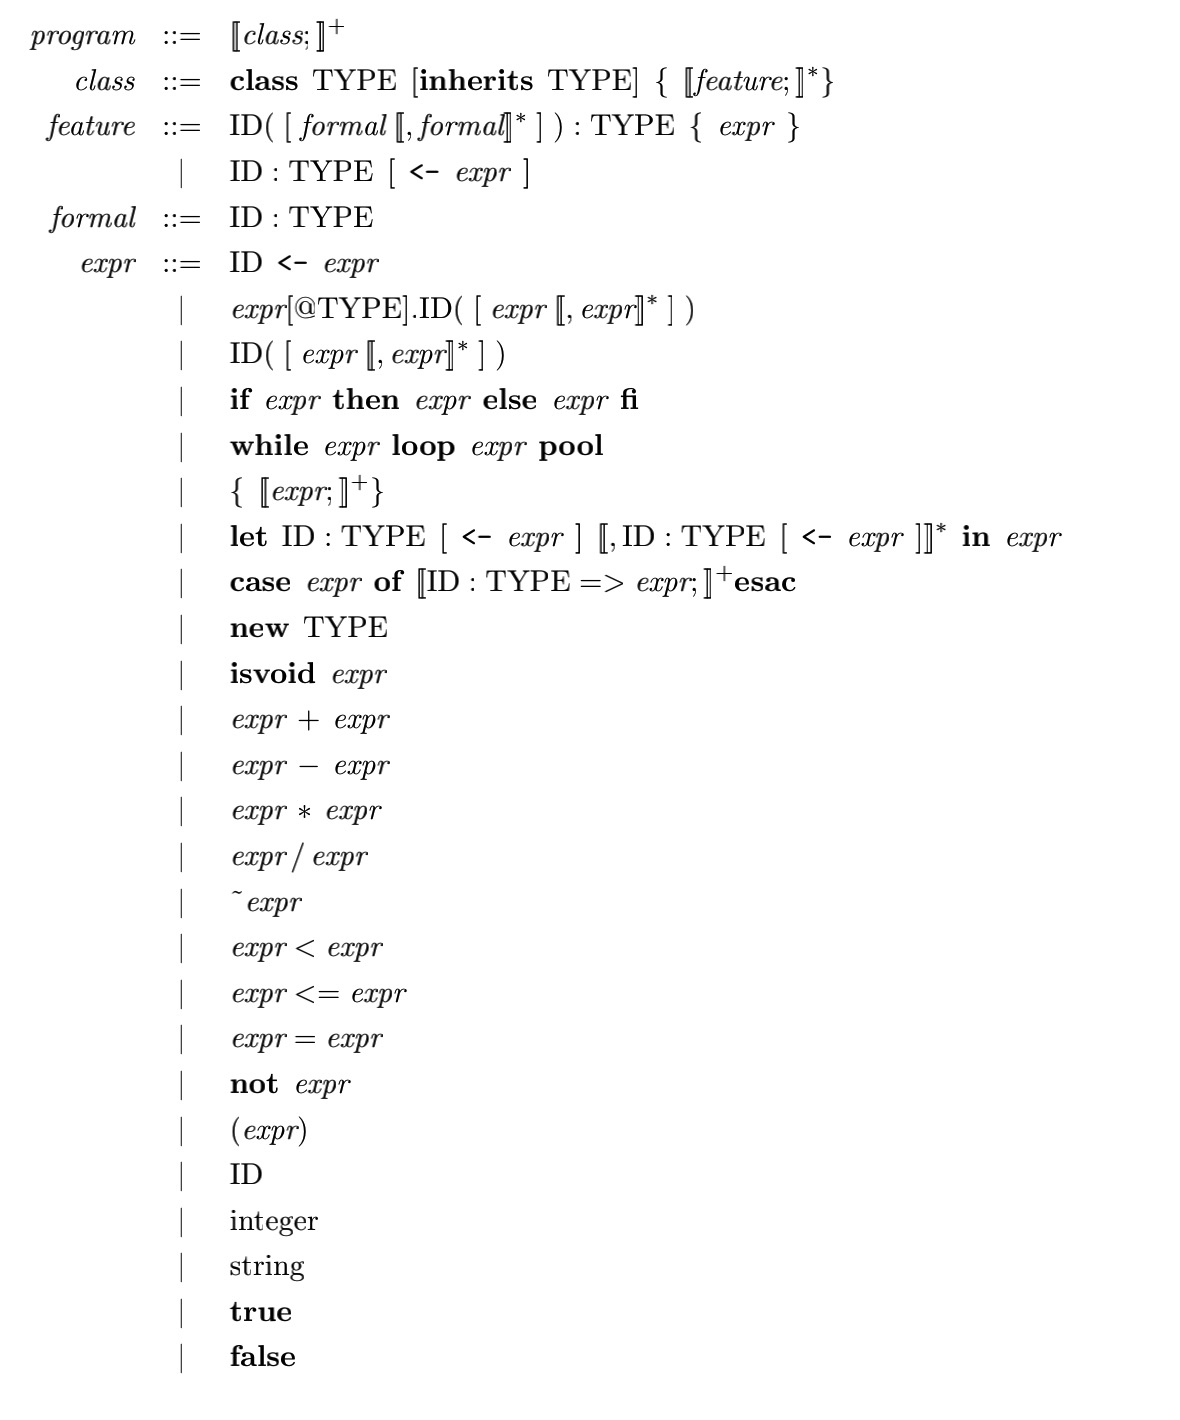 program ::= ⟦class;⟧⁺
class ::= class TYPE [inherits TYPE] { ⟦feature;⟧*}
feature ::= ID( [ formal ⟦, formal⟧* ] ) : TYPE { expr }
| ID : TYPE [ <- expr ]
formal ::= ID : TYPE
expr ::= ID <- expr
| expr[@TYPE].ID( [ expr ⟦, expr⟧* ] )
| ID( [ expr ⟦, expr⟧* ] )
| if expr then expr else expr fi
| while expr loop expr pool
| { ⟦expr;⟧⁺}
| let ID : TYPE [ <- expr ] ⟦, ID : TYPE [ <- expr ]⟧* in expr
| case expr of ⟦ID : TYPE => expr;⟧⁺esac
| new TYPE
| isvoid expr
| expr + expr
| expr − expr
| expr * expr
| expr / expr
| ˜expr
| expr < expr
| expr <= expr
| expr = expr
| not expr
| (expr)
| ID
| integer
| string
| true
| false